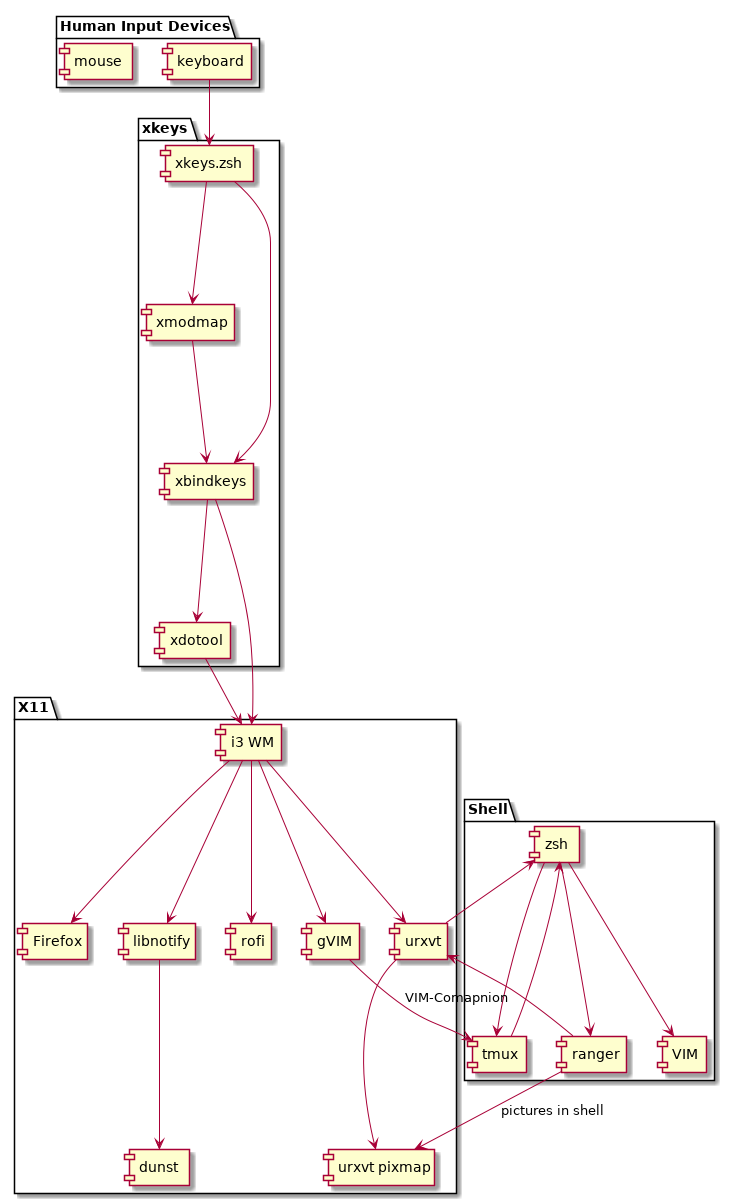 Human Input Devices
mouse
keyboard
xkeys
xkeys.zsh
xmodmap
xbindkeys
xdotool
X11
i3 WM
Shell
zsh
Firefox
libnotify
rofi
gVIM
urxvt
VIM-Comapnion
tmux
ranger
VIM
pictures in shell
dunst
urxvt pixmap